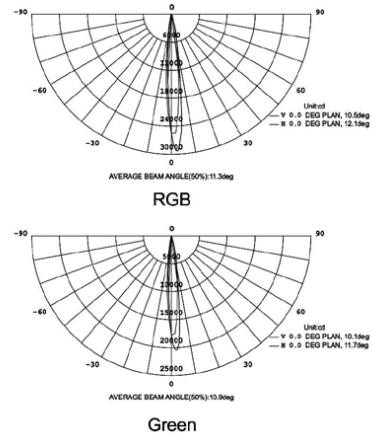 -90 0 90
6000
12000
18000
24000
30000
-60 60
-30 30
0
Unit:cd
V 0.0 DEG PLAN, 10.5deg
H 0.0 DEG PLAN, 12.1deg
AVERAGE BEAM ANGLE(50%):11.3deg
RGB
-90 0 90
5000
10000
15000
20000
25000
-60 60
-30 30
0
Unit:cd
V 0.0 DEG PLAN, 10.1deg
H 0.0 DEG PLAN, 11.7deg
AVERAGE BEAM ANGLE(50%):10.9deg
Green